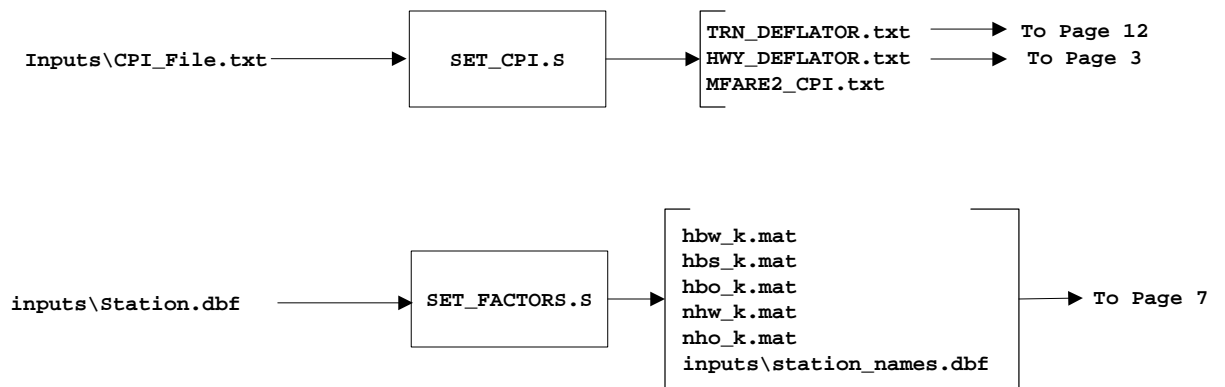 Inputs\CPI_File.txt
SET_CPI.S
TRN_DEFLATOR.txt
To Page 12
HWY_DEFLATOR.txt
To Page 3
MFARE2_CPI.txt
inputs\Station.dbf
SET_FACTORS.S
hbw_k.mat
hbs_k.mat
hbo_k.mat
nhw_k.mat
nho_k.mat
inputs\station_names.dbf
To Page 7